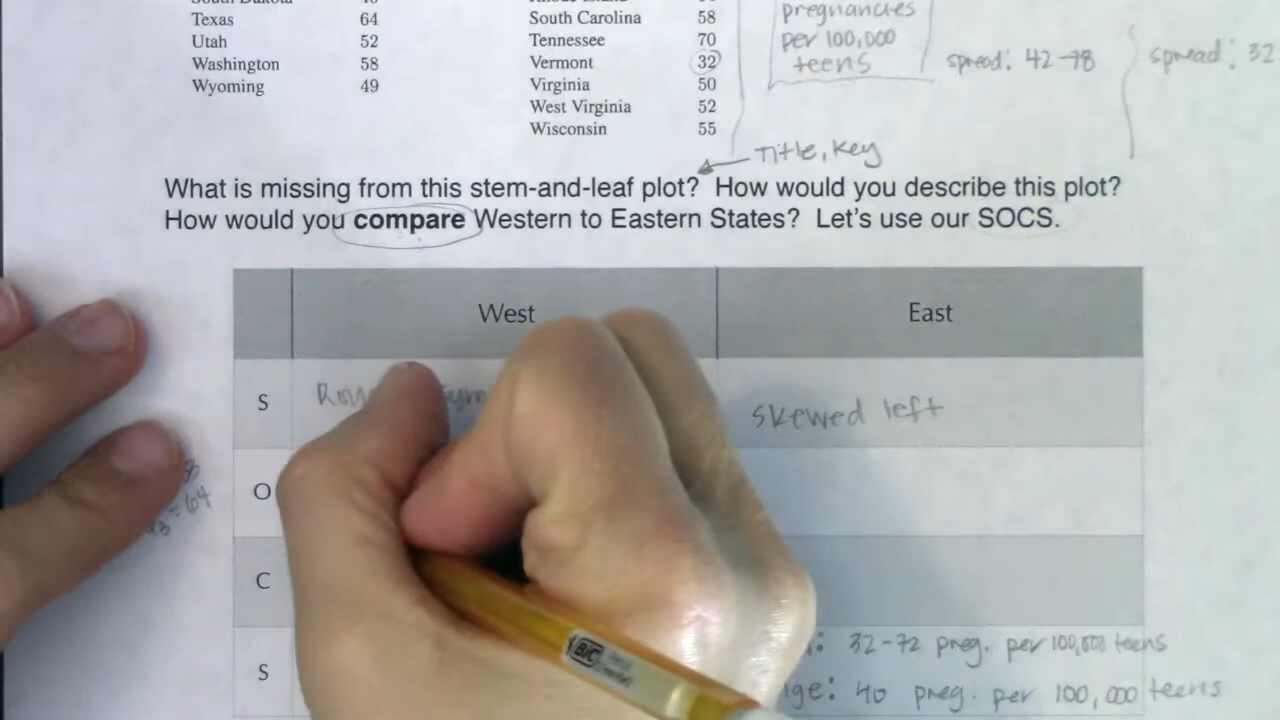 Texas 64
Utah 52
Washington 58
Wyoming 49
South Carolina 58
Tennessee 70
Vermont 32
Virginia 50
West Virginia 52
Wisconsin 55
pregnancies
per 100,000
teens
spread: 42-78
spread: 32
Title, Key
What is missing from this stem-and-leaf plot? How would you describe this plot?
How would you compare Western to Eastern States? Let's use our SOCS.
West East
S skewed left
O
C
S 32-72 preg. per 100,000 teens
40 preg. per 100,000 teens
BIC